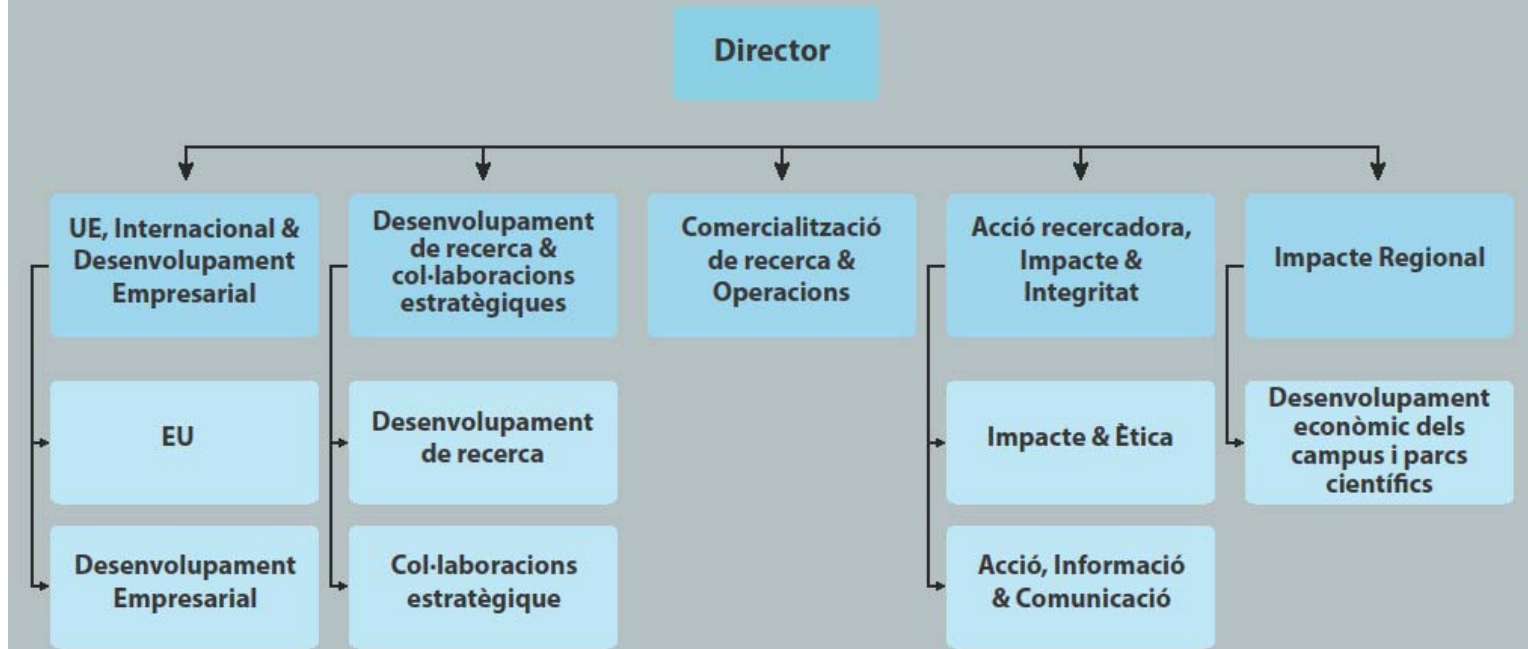 Director
UE, Internacional &
Desenvolupament
Empresarial
Desenvolupament
de recerca &
col·laboracions
estratègiques
Comercialització
de recerca &
Operacions
Acció recercadora,
Impacte &
Integritat
Impacte Regional
EU
Desenvolupament
de recerca
Impacte & Ètica
Desenvolupament
econòmic dels
campus i parcs
científics
Desenvolupament
Empresarial
Col·laboracions
estratègique
Acció, Informació
& Comunicació